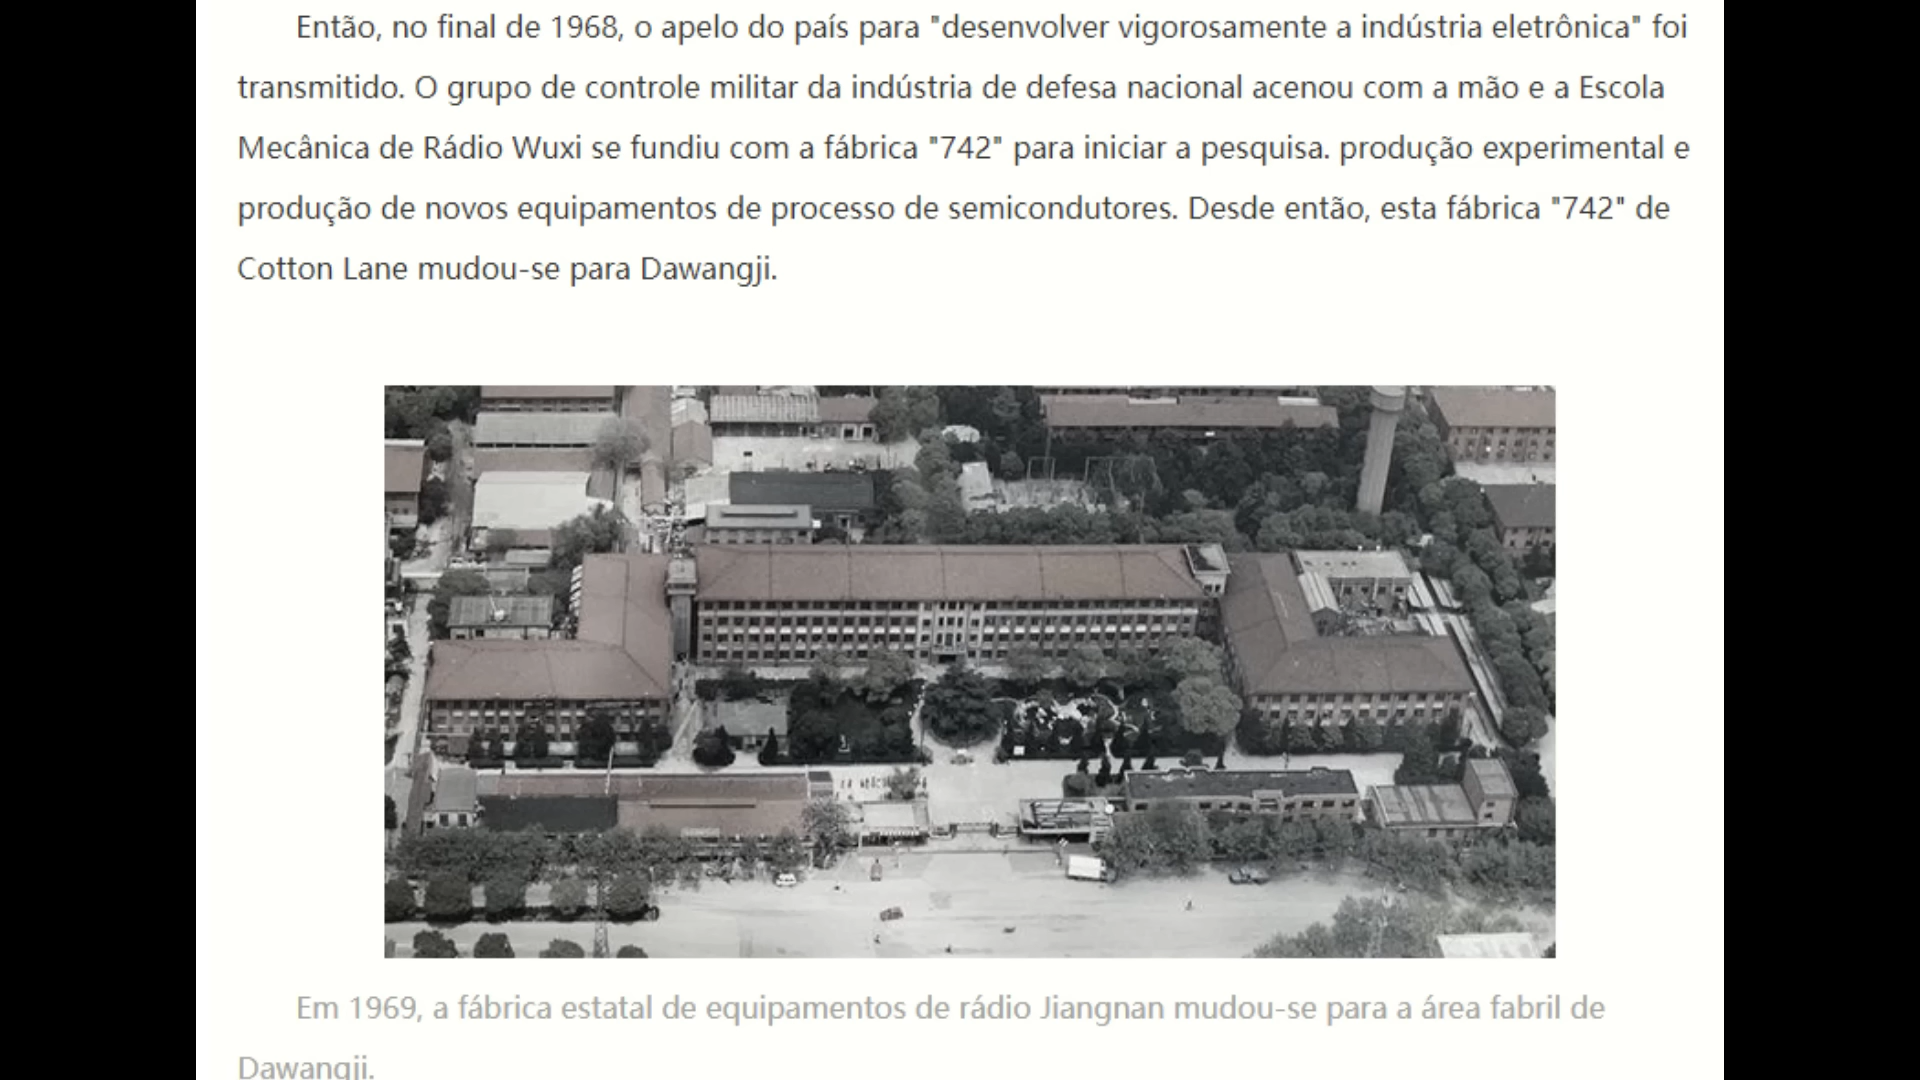 Então, no final de 1968, o apelo do país para "desenvolver vigorosamente a indústria eletrônica" foi
transmitido. O grupo de controle militar da indústria de defesa nacional acenou com a mão e a Escola
Mecânica de Rádio Wuxi se fundiu com a fábrica "742" para iniciar a pesquisa. produção experimental e
produção de novos equipamentos de processo de semicondutores. Desde então, esta fábrica "742" de
Cotton Lane mudou-se para Dawangji.
Em 1969, a fábrica estatal de equipamentos de rádio Jiangnan mudou-se para a área fabril de
Dawangji.